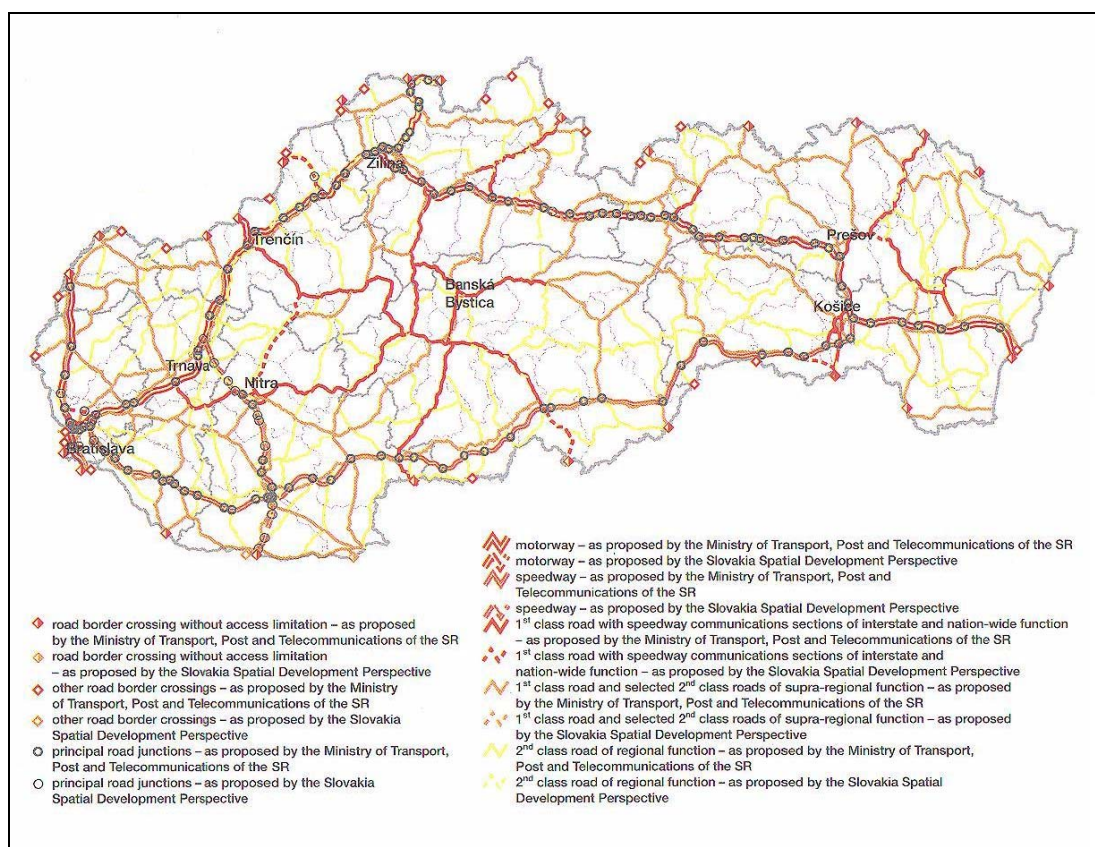 Žilina
Trenčín
Prešov
Banská
Bystica
Košice
Trnava
Nitra
Bratislava
road border crossing without access limitation – as proposed
by the Ministry of Transport, Post and Telecommunications of the SR
road border crossing without access limitation
– as proposed by the Slovakia Spatial Development Perspective
other road border crossings – as proposed by the Ministry
of Transport, Post and Telecommunications of the SR
other road border crossings – as proposed by the Slovakia
Spatial Development Perspective
principal road junctions – as proposed by the Ministry of Transport,
Post and Telecommunications of the SR
principal road junctions – as proposed by the Slovakia
Spatial Development Perspective
motorway – as proposed by the Ministry of Transport, Post and Telecommunications of the SR
motorway – as proposed by the Slovakia Spatial Development Perspective
speedway – as proposed by the Ministry of Transport, Post and
Telecommunications of the SR
speedway – as proposed by the Slovakia Spatial Development Perspective
1st class road with speedway communications sections of interstate and nation-wide function
– as proposed by the Ministry of Transport, Post and Telecommunications of the SR
1st class road with speedway communications sections of interstate and
nation-wide function – as proposed by the Slovakia Spatial Development Perspective
1st class road and selected 2nd class roads of supra-regional function – as proposed
by the Ministry of Transport, Post and Telecommunications of the SR
1st class road and selected 2nd class roads of supra-regional function – as proposed
by the Slovakia Spatial Development Perspective
2nd class road of regional function – as proposed by the Ministry of Transport,
Post and Telecommunications of the SR
2nd class road of regional function – as proposed by the Slovakia Spatial
Development Perspective